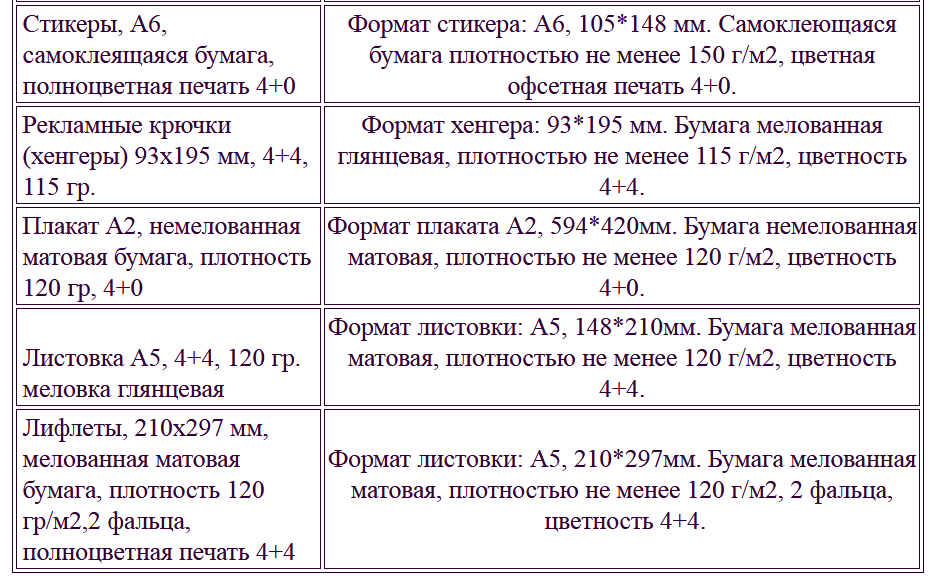 Стикеры, А6,
самоклеящаяся бумага,
полноцветная печать 4+0
Формат стикера: А6, 105*148 мм. Самоклеющаяся
бумага плотностью не менее 150 г/м2, цветная
офсетная печать 4+0.
Рекламные крючки
(хенгеры) 93х195 мм, 4+4,
115 гр.
Формат хенгера: 93*195 мм. Бумага мелованная
глянцевая, плотностью не менее 115 г/м2, цветность
4+4.
Плакат А2, немелованная
матовая бумага, плотность
120 гр, 4+0
Формат плаката А2, 594*420мм. Бумага немелованная
матовая, плотностью не менее 120 г/м2, цветность
4+0.
Листовка А5, 4+4, 120 гр.
меловка глянцевая
Формат листовки: А5, 148*210мм. Бумага мелованная
матовая, плотностью не менее 120 г/м2, цветность
4+4.
Лифлеты, 210х297 мм,
мелованная матовая
бумага, плотность 120
гр/м2,2 фальца,
полноцветная печать 4+4
Формат листовки: А5, 210*297мм. Бумага мелованная
матовая, плотностью не менее 120 г/м2, 2 фальца,
цветность 4+4.